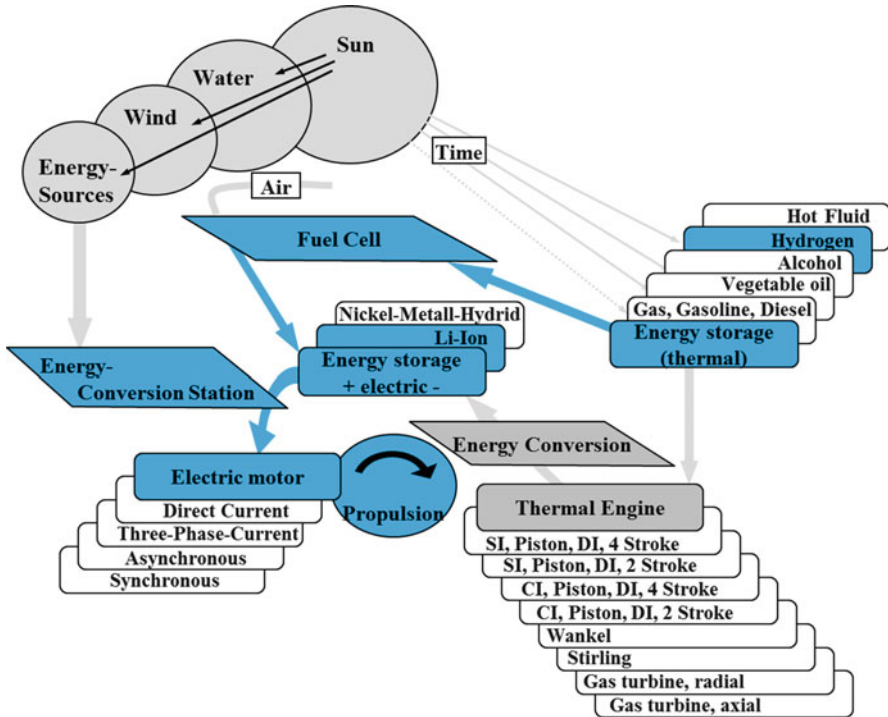 Sun
Water
Wind
Energy-
Sources
Time
Air
Fuel Cell
Hot Fluid
Hydrogen
Alcohol
Vegetable oil
Gas, Gasoline, Diesel
Energy storage
(thermal)
Nickel-Metall-Hydrid
Li-Ion
Energy storage
+ electric -
Energy-
Conversion Station
Energy Conversion
Electric motor
Direct Current
Three-Phase-Current
Asynchronous
Synchronous
Propulsion
Thermal Engine
SI, Piston, DI, 4 Stroke
SI, Piston, DI, 2 Stroke
CI, Piston, DI, 4 Stroke
CI, Piston, DI, 2 Stroke
Wankel
Stirling
Gas turbine, radial
Gas turbine, axial